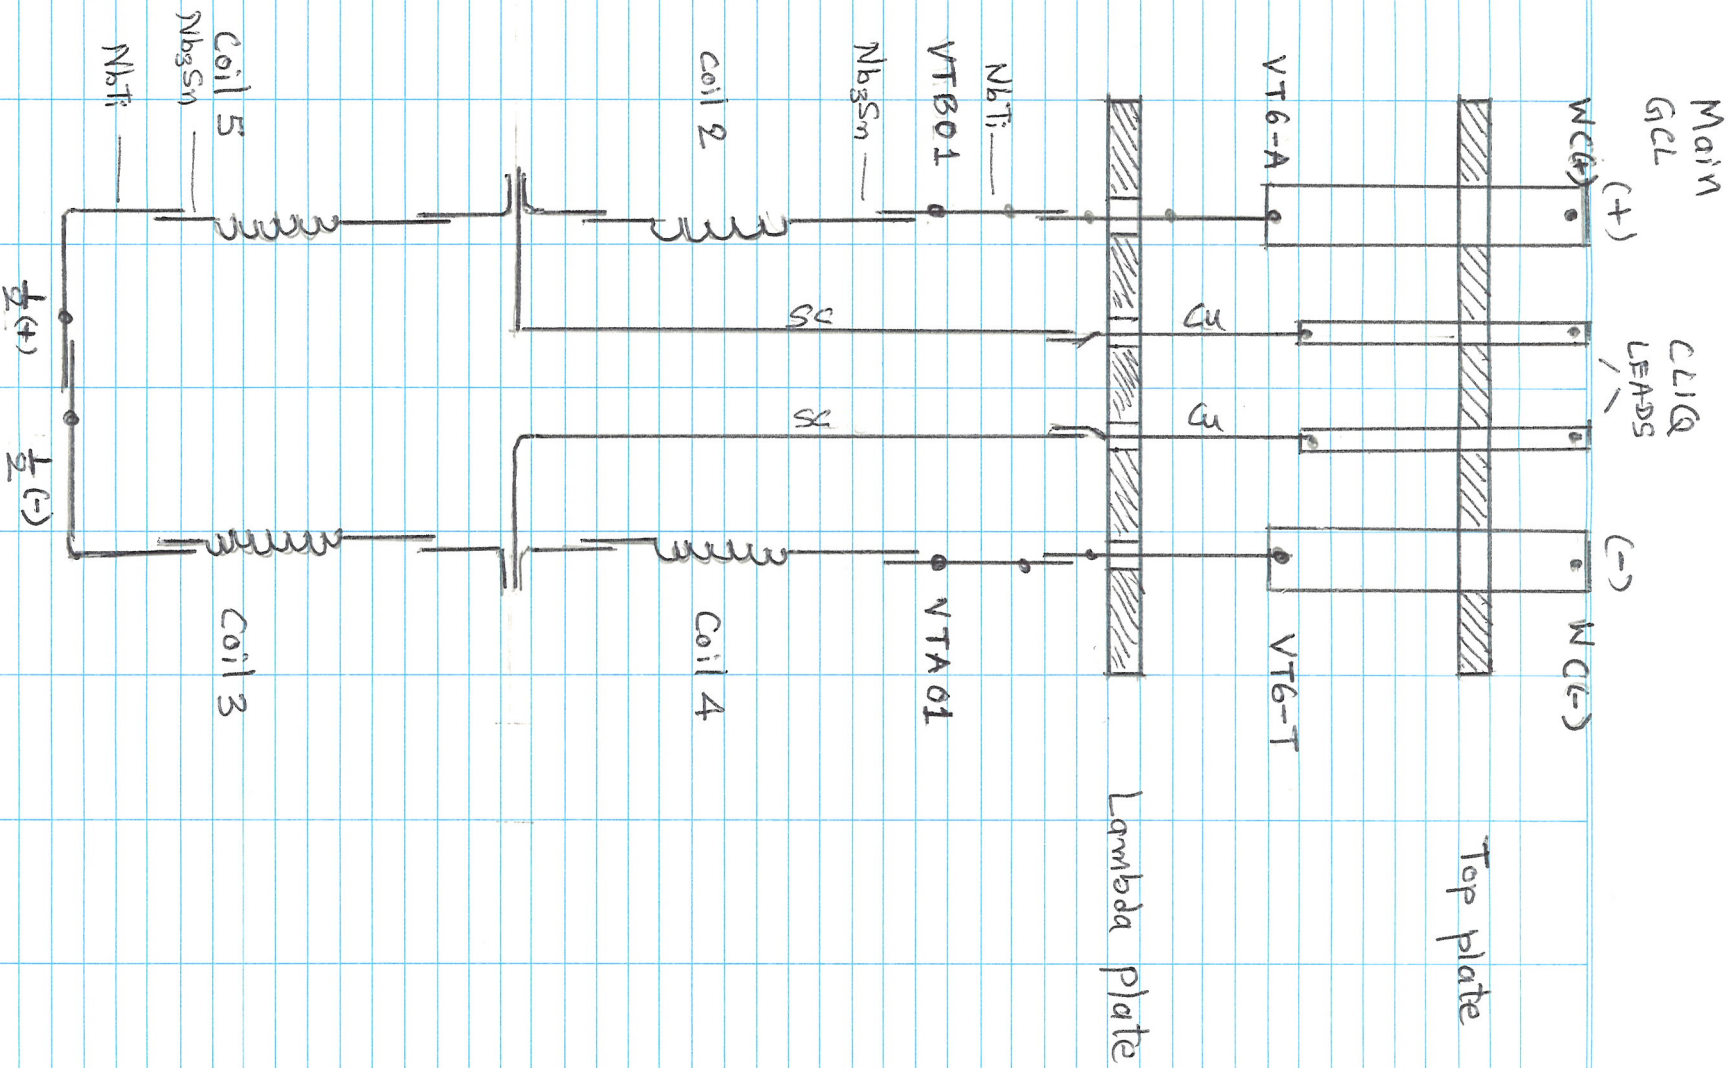 Main
GCL
(+)
CLIQ
LEADS
(-)
WC(+)
WC(-)
Top plate
VT6-A
VT6-T
Cu
Cu
Lambda plate
NbTi
VTB01
VTA01
Nb3Sn
SC
SC
Coil 2
Coil 4
Coil 5
Coil 3
Nb3Sn
NbTi
1/2 (+)
1/2 (-)